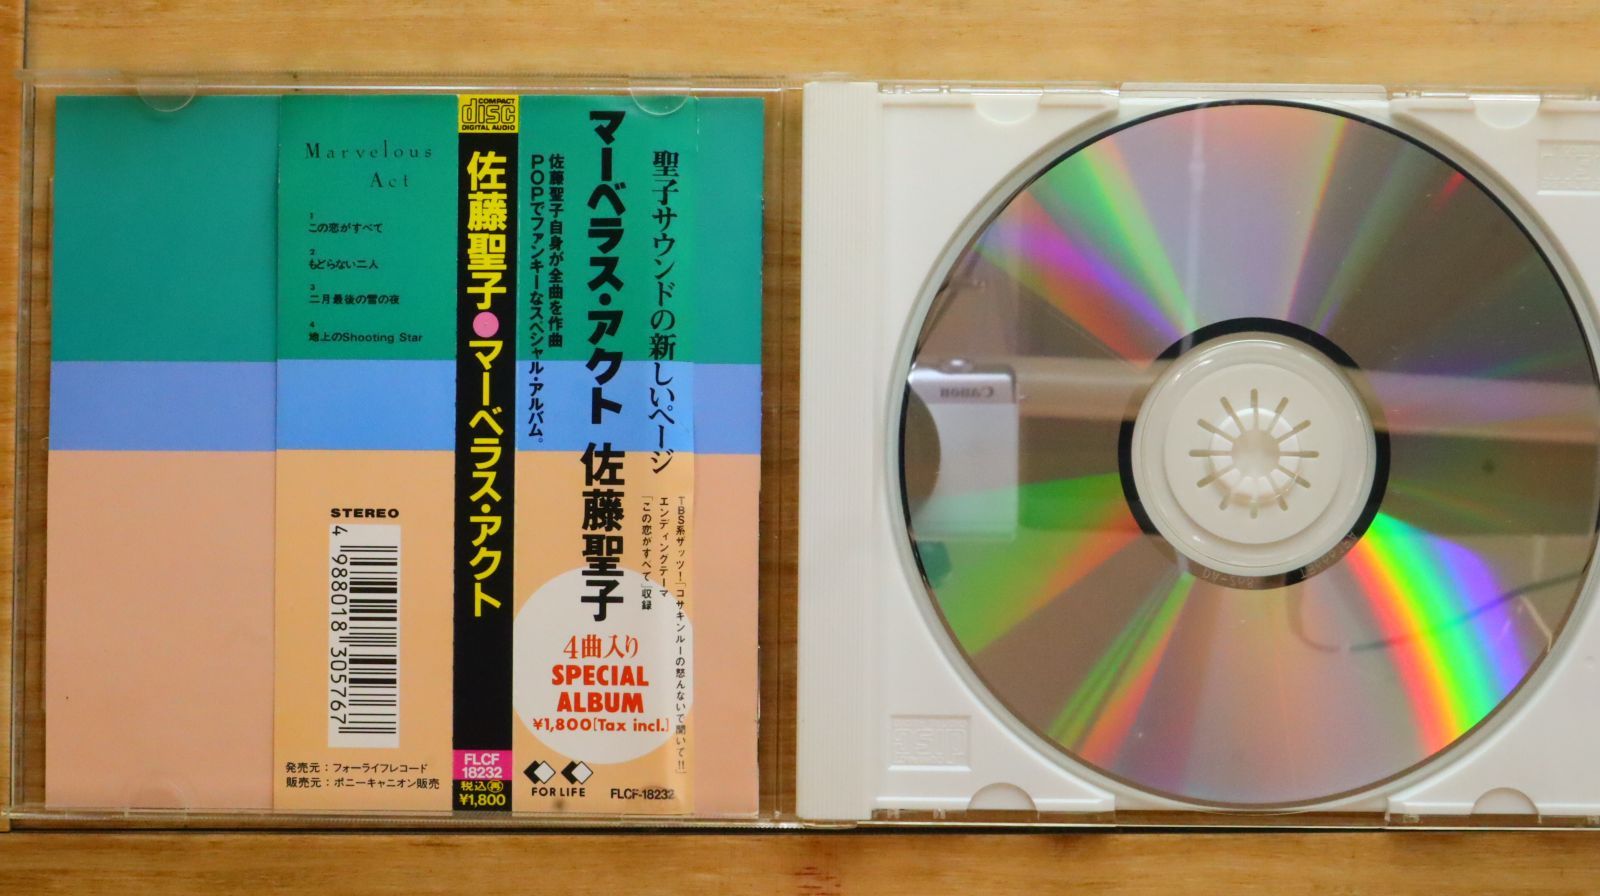 Marvelous
Act
1
この恋がすべて
2
もどらない二人
3
二月最後の雪の夜
4
地上のShooting Star
STEREO
4 988018 305767
発売元：フォーライフレコード
販売元：ポニーキャニオン販売
COMPACT
disc
DIGITAL AUDIO
佐藤聖子●マーベラス・アクト
FLCF
18232
税込再
¥1,800
聖子サウンドの新しいページ
マーベラス・アクト 佐藤聖子
佐藤聖子自身が全曲を作曲
POPでファンキーなスペシャル・アルバム。
TBS系ザッツ!「コサキンルーの怒んないで聞いて!!」
エンディングテーマ
「この恋がすべて」収録
4曲入り
SPECIAL
ALBUM
¥1,800[Tax incl.]
FOR LIFE
FLCF-18232
Canon
disc